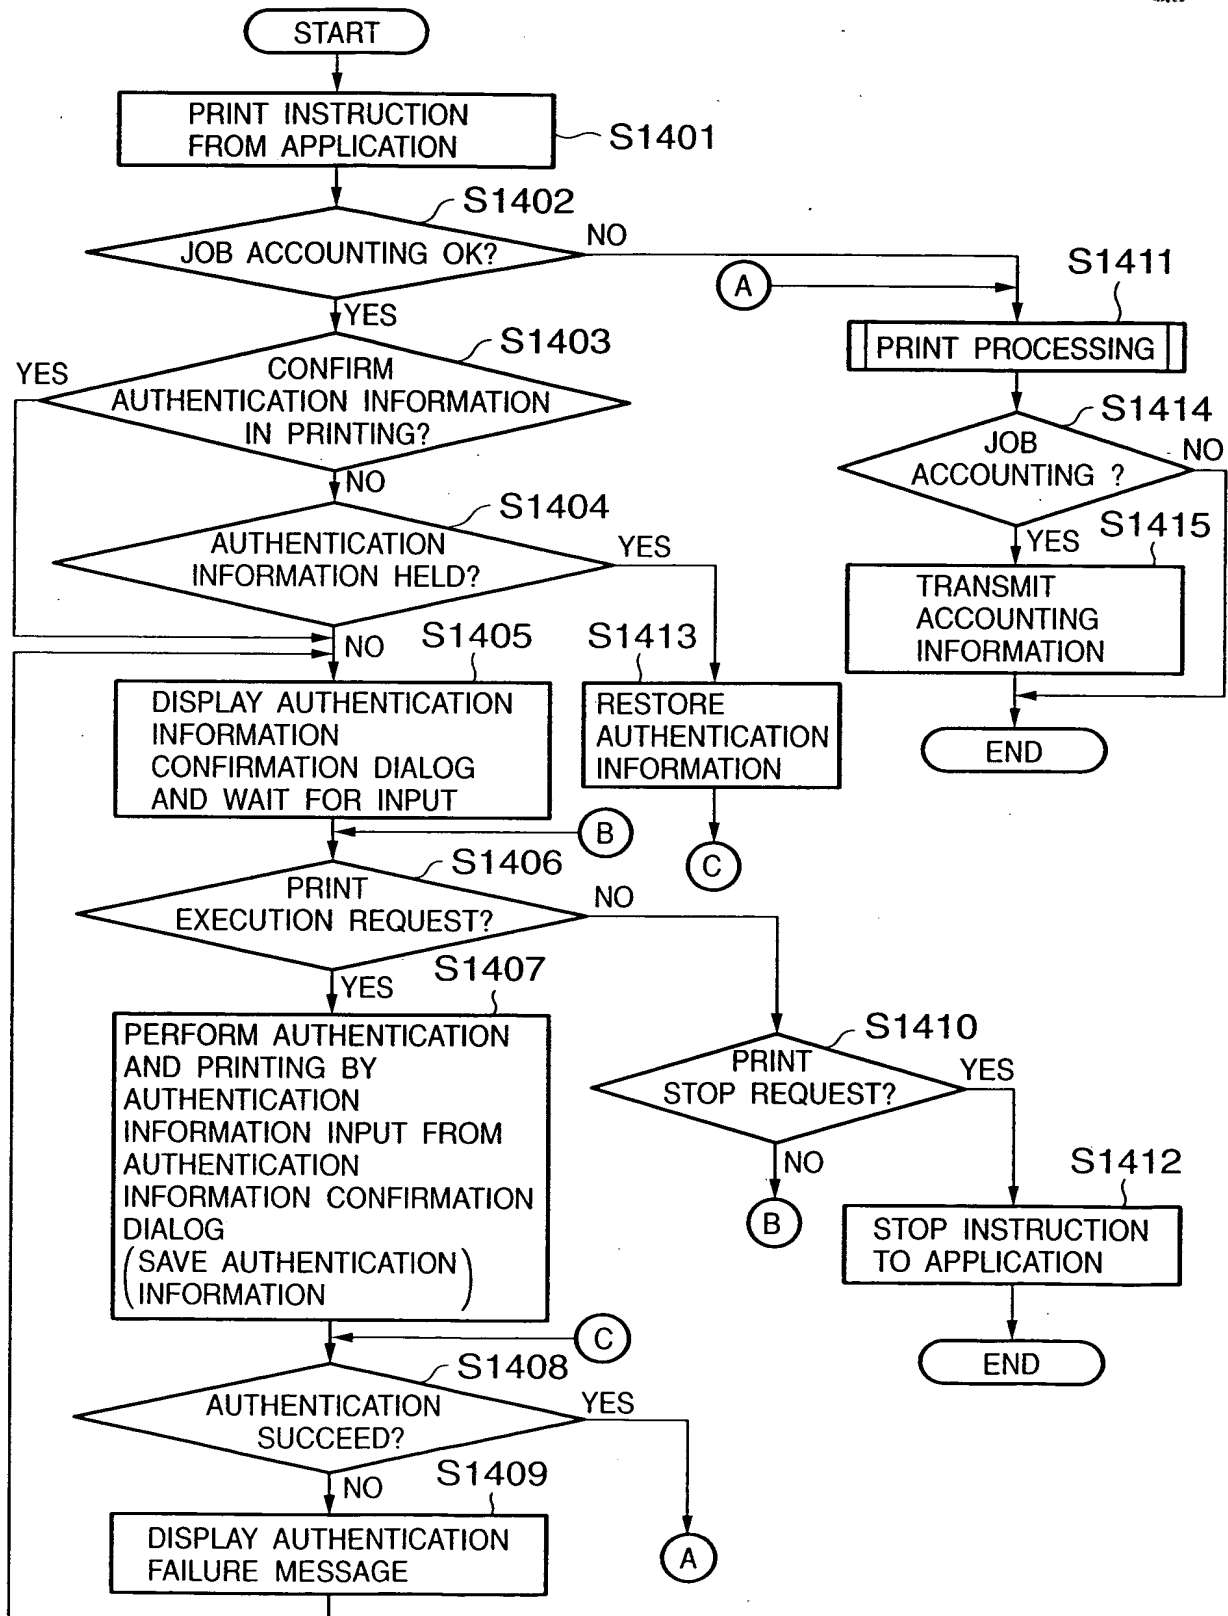 START
PRINT INSTRUCTION
FROM APPLICATION
S1401
S1402
JOB ACCOUNTING OK?
NO
YES
A
S1411
PRINT PROCESSING
S1403
YES
CONFIRM
AUTHENTICATION INFORMATION
IN PRINTING?
NO
S1414
JOB
ACCOUNTING ?
NO
YES
S1404
AUTHENTICATION
INFORMATION HELD?
YES
NO
S1415
TRANSMIT
ACCOUNTING
INFORMATION
END
S1405
DISPLAY AUTHENTICATION
INFORMATION
CONFIRMATION DIALOG
AND WAIT FOR INPUT
S1413
RESTORE
AUTHENTICATION
INFORMATION
B
C
S1406
PRINT
EXECUTION REQUEST?
NO
YES
S1407
PERFORM AUTHENTICATION
AND PRINTING BY
AUTHENTICATION
INFORMATION INPUT FROM
AUTHENTICATION
INFORMATION CONFIRMATION
DIALOG
(SAVE AUTHENTICATION
INFORMATION)
S1410
PRINT
STOP REQUEST?
YES
NO
B
S1412
STOP INSTRUCTION
TO APPLICATION
END
C
S1408
AUTHENTICATION
SUCCEED?
YES
NO
A
S1409
DISPLAY AUTHENTICATION
FAILURE MESSAGE